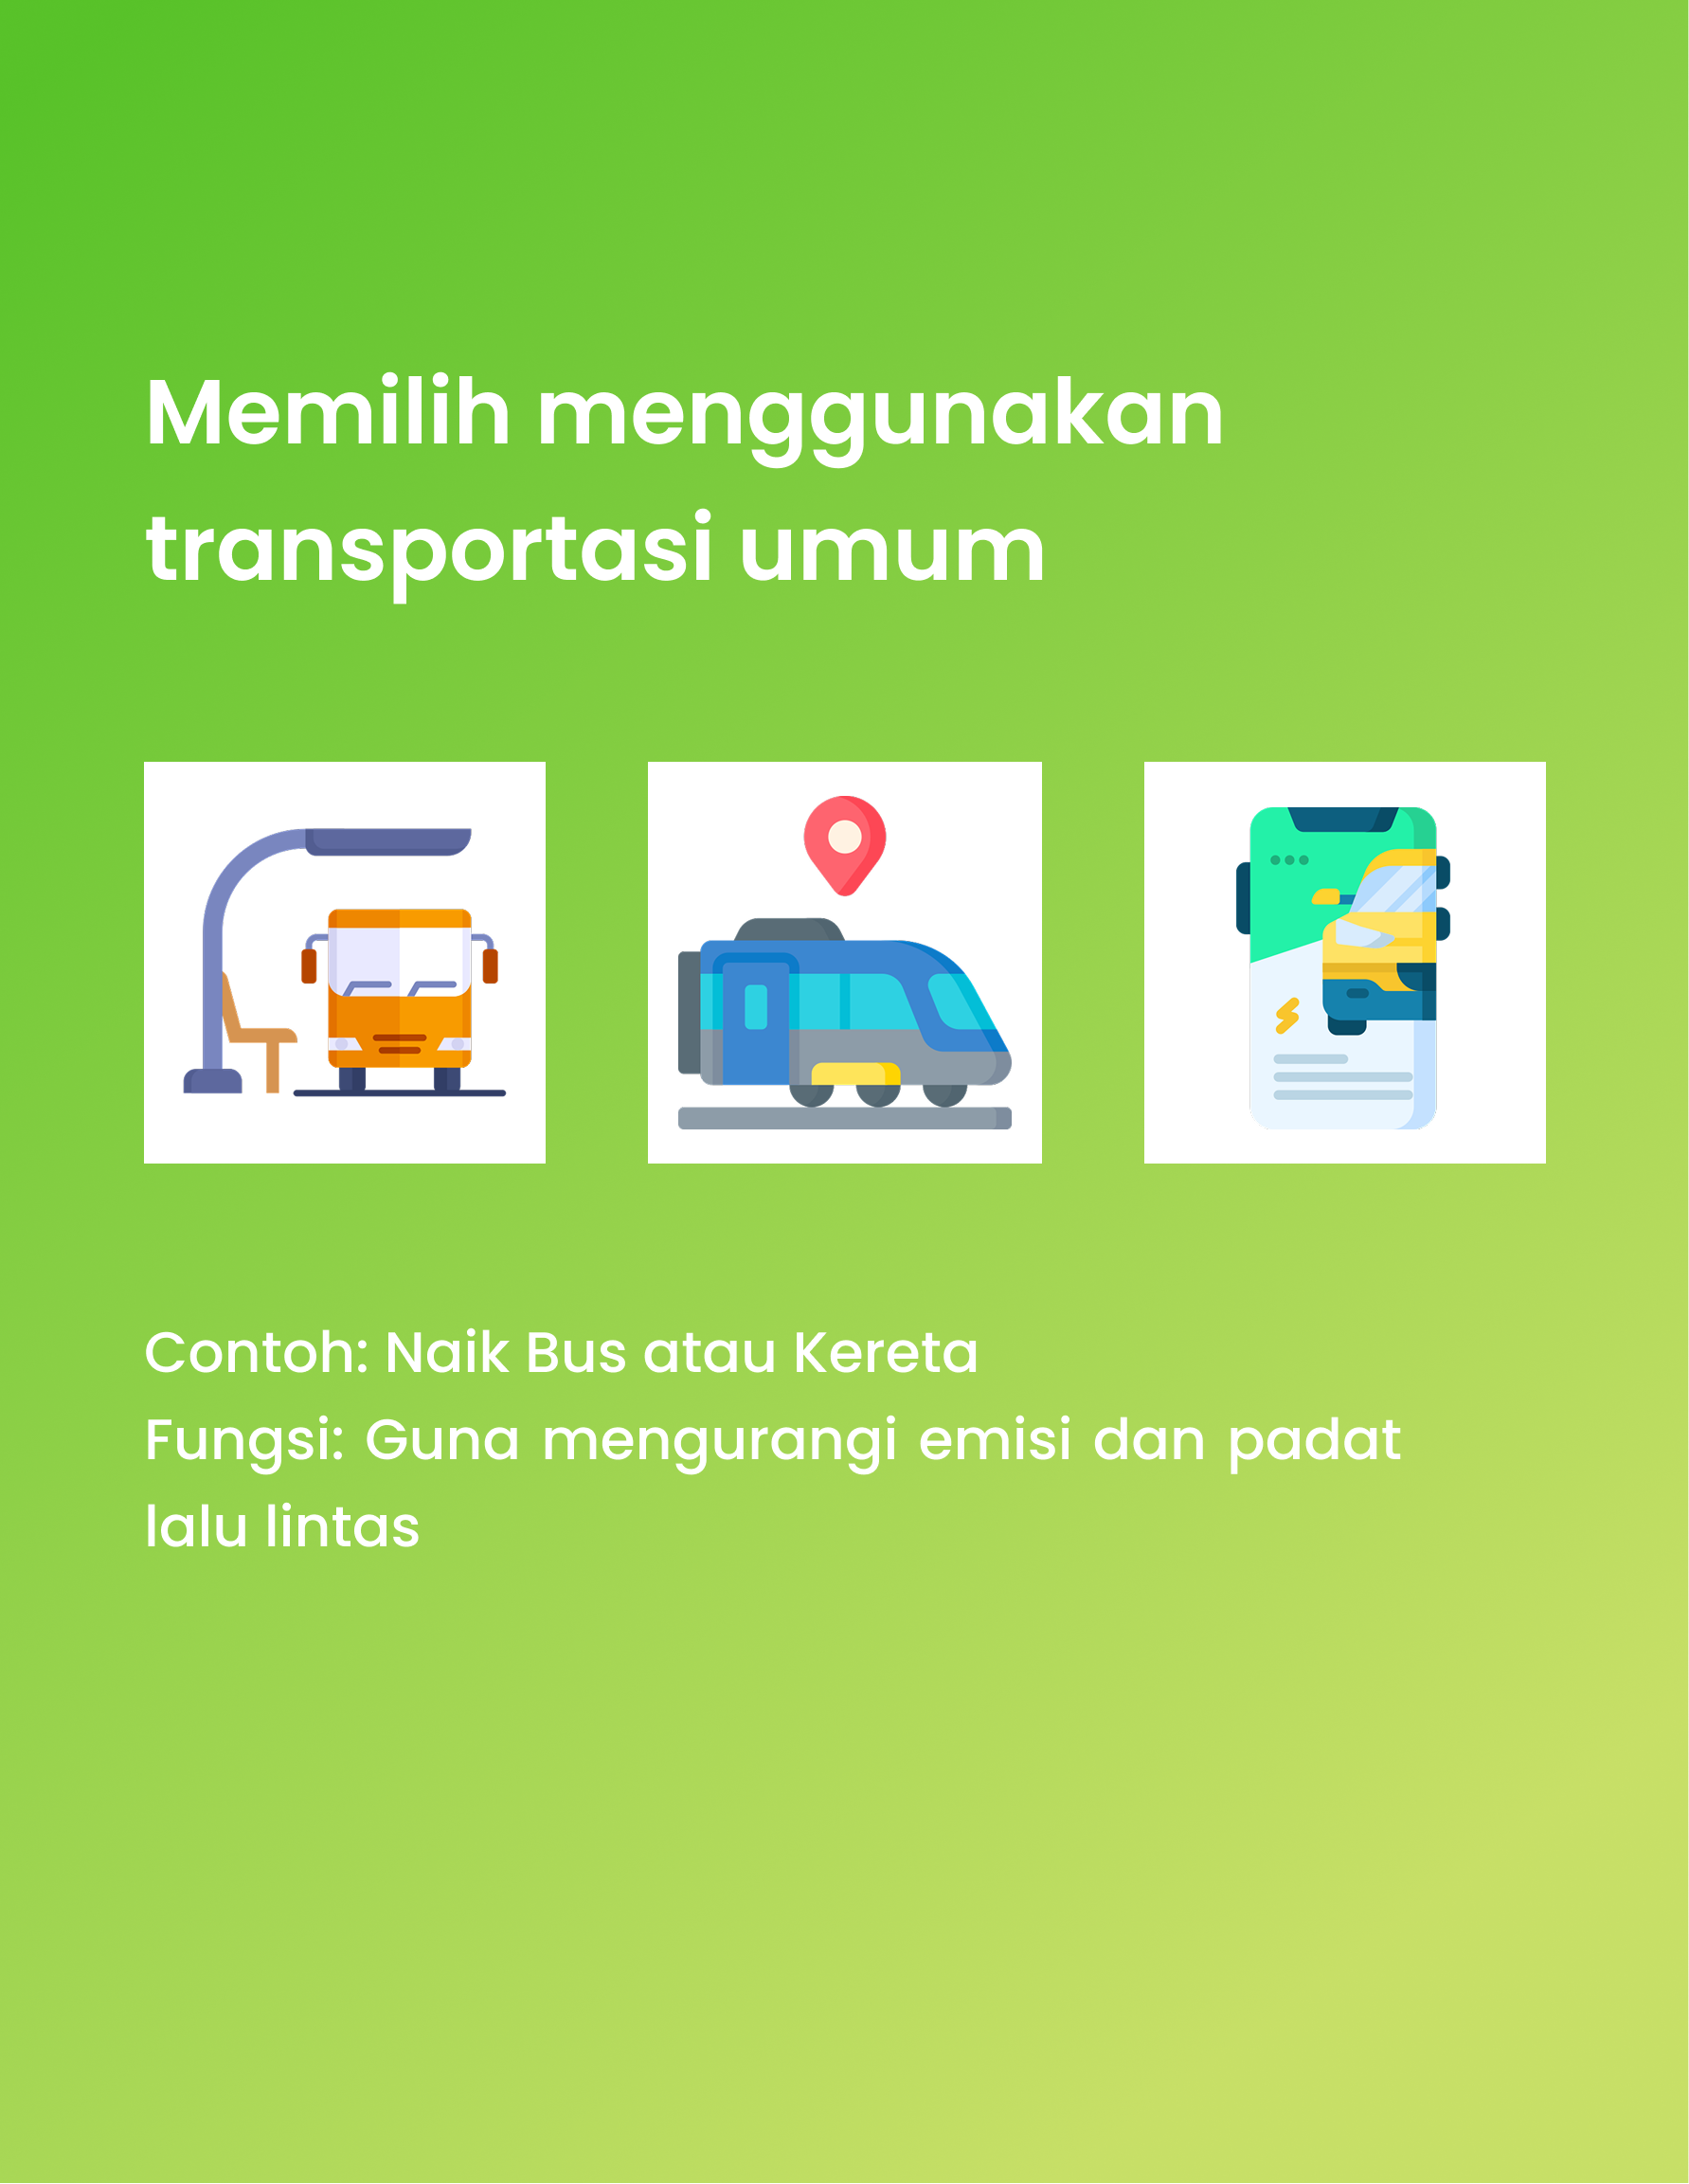 Memilih menggunakan
transportasi umum
Contoh: Naik Bus atau Kereta
Fungsi: Guna mengurangi emisi dan padat
lalu lintas